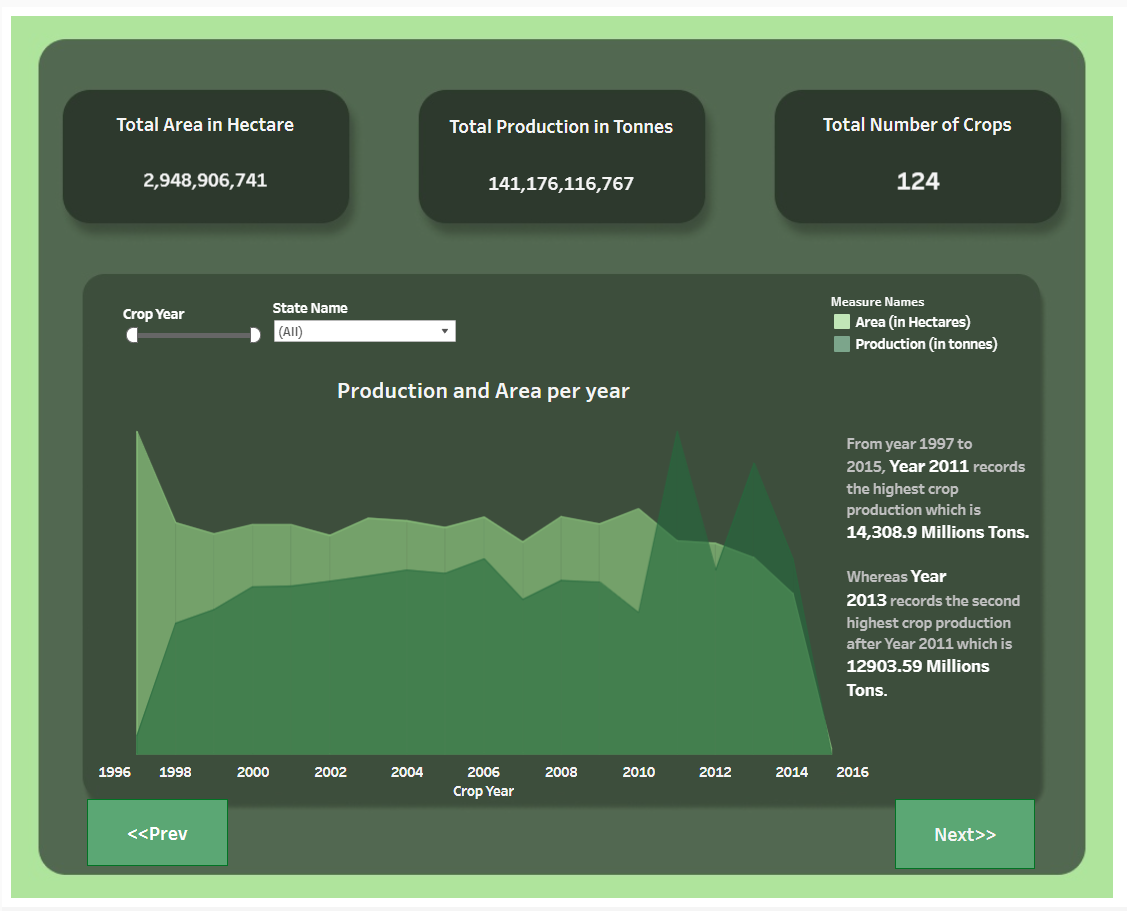 Total Area in Hectare
2,948,906,741
Total Production in Tonnes
141,176,116,767
Total Number of Crops
124
Crop Year
State Name
(All)
Measure Names
Area (in Hectares)
Production (in tonnes)
Production and Area per year
From year 1997 to
2015, Year 2011 records
the highest crop
production which is
14,308.9 Millions Tons.
Whereas Year
2013 records the second
highest crop production
after Year 2011 which is
12903.59 Millions
Tons.
1996 1998 2000 2002 2004 2006 2008 2010 2012 2014 2016
Crop Year
<<Prev
Next>>